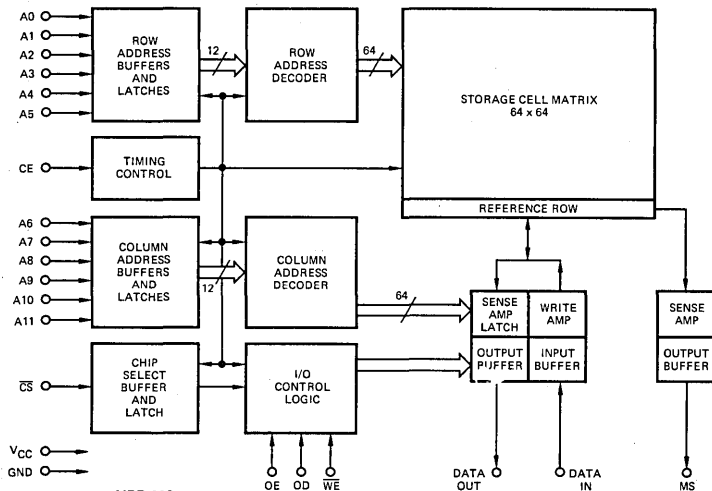 A0
A1
A2
A3
A4
A5
ROW
ADDRESS
BUFFERS
AND
LATCHES
12
ROW
ADDRESS
DECODER
64
STORAGE CELL MATRIX
64 x 64
REFERENCE ROW
CE
TIMING
CONTROL
A6
A7
A8
A9
A10
A11
COLUMN
ADDRESS
BUFFERS
AND
LATCHES
12
COLUMN
ADDRESS
DECODER
64
SENSE
AMP
LATCH
WRITE
AMP
OUTPUT
PUFFER
INPUT
BUFFER
SENSE
AMP
OUTPUT
BUFFER
CS
CHIP
SELECT
BUFFER
AND
LATCH
I/O
CONTROL
LOGIC
VCC
GND
OE
OD
WE
DATA
OUT
DATA
IN
MS